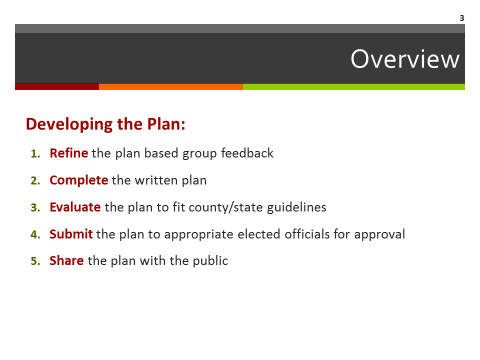 3
Overview
Developing the Plan:
1. Refine the plan based group feedback
2. Complete the written plan
3. Evaluate the plan to fit county/state guidelines
4. Submit the plan to appropriate elected officials for approval
5. Share the plan with the public